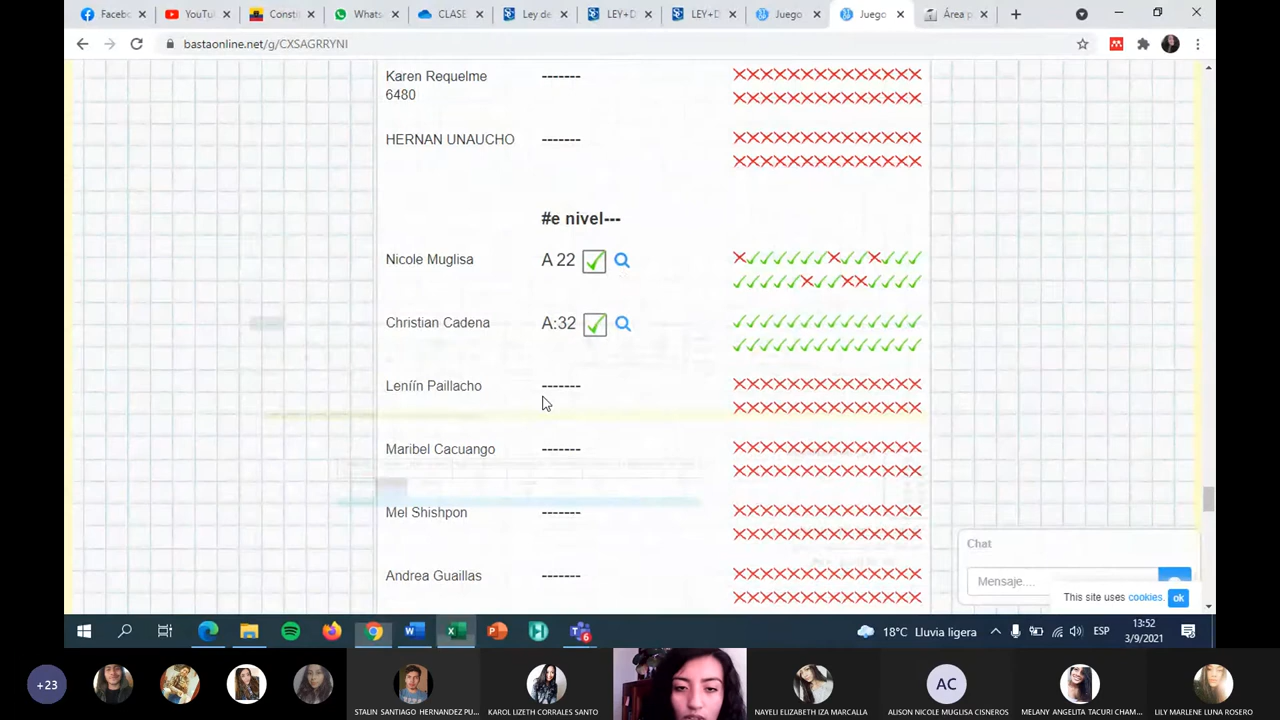 Facebo
YouTul
Constit
Whats
CLASE
Ley de
LEY+D
LEY+D
Juego
Juego
Area p
bastaonline.net/g/CXSAGRRYNI
Karen Requelme -------
6480
HERNAN UNAUCHO -------
#e nivel---
Nicole Muglisa A 22
Christian Cadena A:32
Leníín Paillacho -------
Maribel Cacuango -------
Mel Shishpon -------
Andrea Guaillas -------
Chat
Mensaje....
This site uses cookies. ok
18°C Lluvia ligera ESP 13:52
3/9/2021
+23
STALIN SANTIAGO HERNANDEZ PU...
KAROL LIZETH CORRALES SANTO
NAYELI ELIZABETH IZA MARCALLA
AC
ALISON NICOLE MUGLISA CISNEROS
MELANY ANGELITA TACURI CHAM...
LILY MARLENE LUNA ROSERO